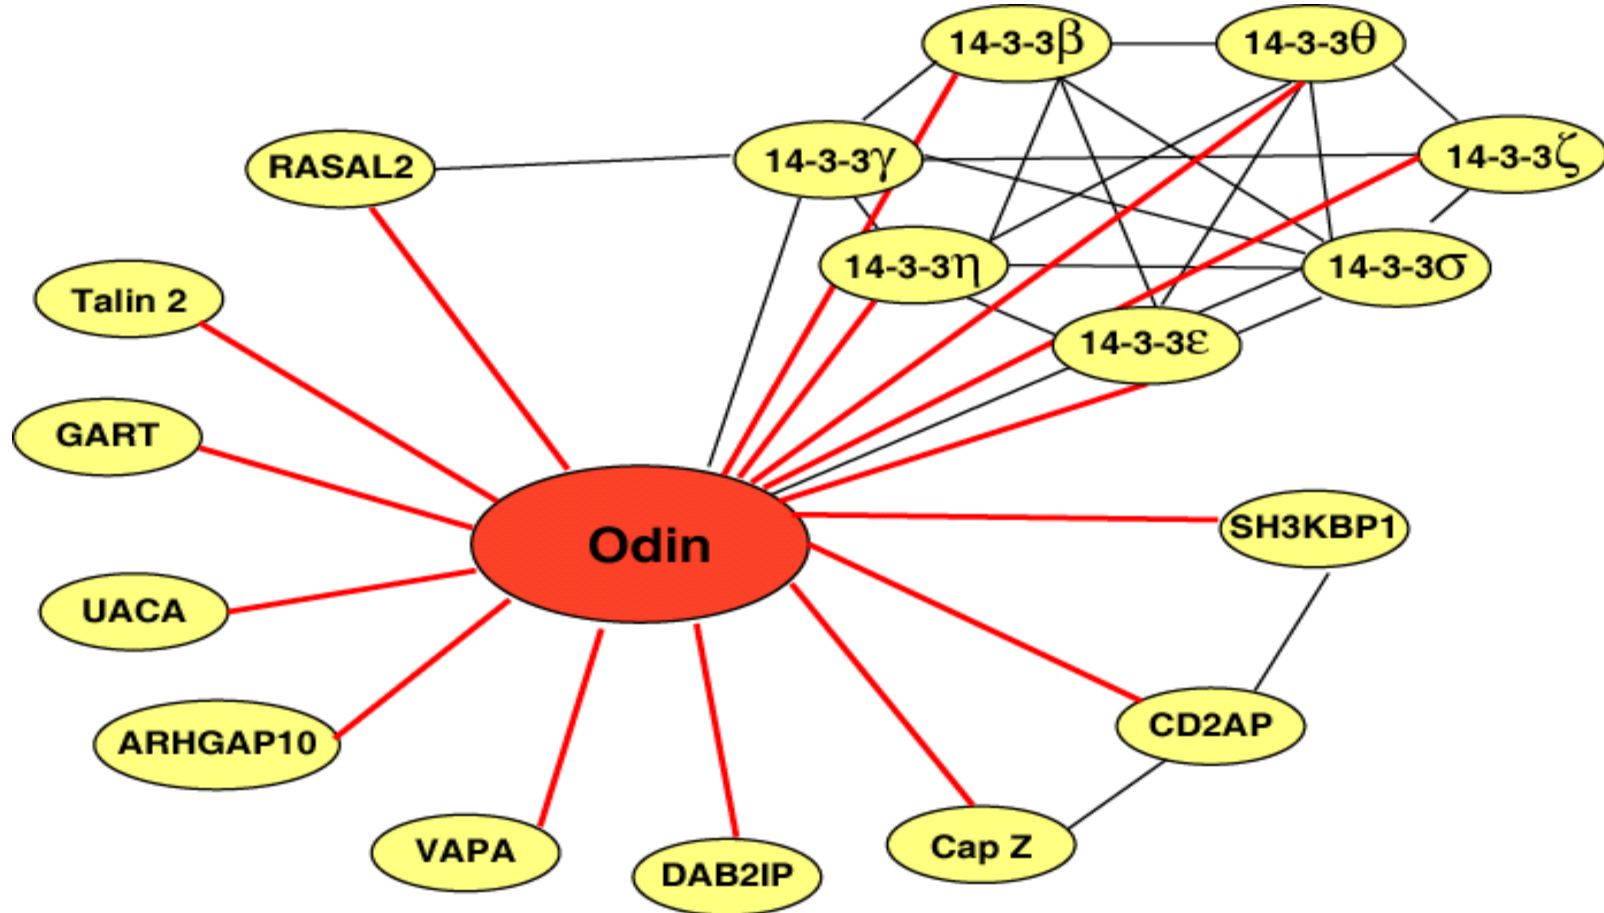 14-3-3β
14-3-3θ
14-3-3γ
14-3-3ζ
RASAL2
14-3-3η
14-3-3σ
Talin 2
14-3-3ε
GART
SH3KBP1
Odin
UACA
CD2AP
ARHGAP10
VAPA
Cap Z
DAB2IP